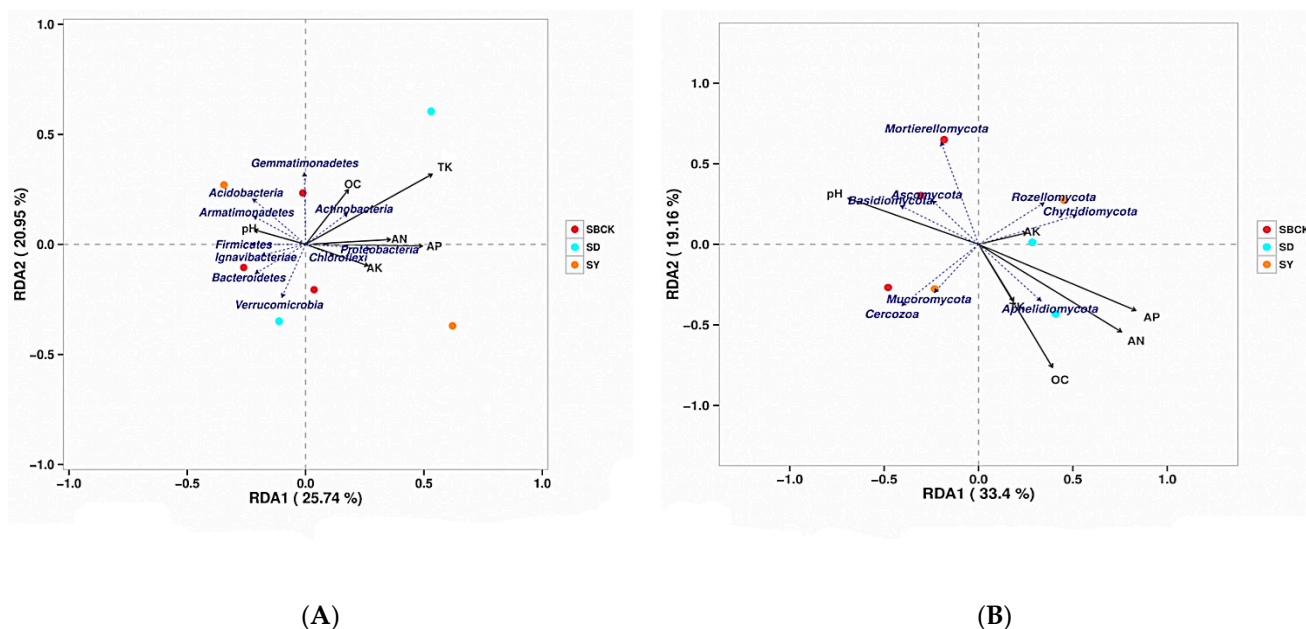 1.0
0.5
0.0
−0.5
−1.0
RDA2 ( 20.95 %)
Gemmatimonadetes
TK
OC
Acidobacteria
Actnobacteria
Armatimonadetes
pH
AN
AP
Firmicates
Proteobacteria
Ignavibacteriae
Chloroflexi
AK
Bacteroidetes
Verrucomicrobia
−1.0 −0.5 0.0 0.5 1.0
RDA1 ( 25.74 %)
SBCK
SD
SY
(A)
1.0
0.5
0.0
−0.5
−1.0
RDA2 ( 19.16 %)
Mortierellomycota
pH
Ascomycota
Basidiomycota
Rozellomycota
Chytridiomycota
AK
Mucoromycota
TK
Aphelidiomycota
Cercozoa
AP
AN
OC
−1.0 −0.5 0.0 0.5 1.0
RDA1 ( 33.4 %)
SBCK
SD
SY
(B)